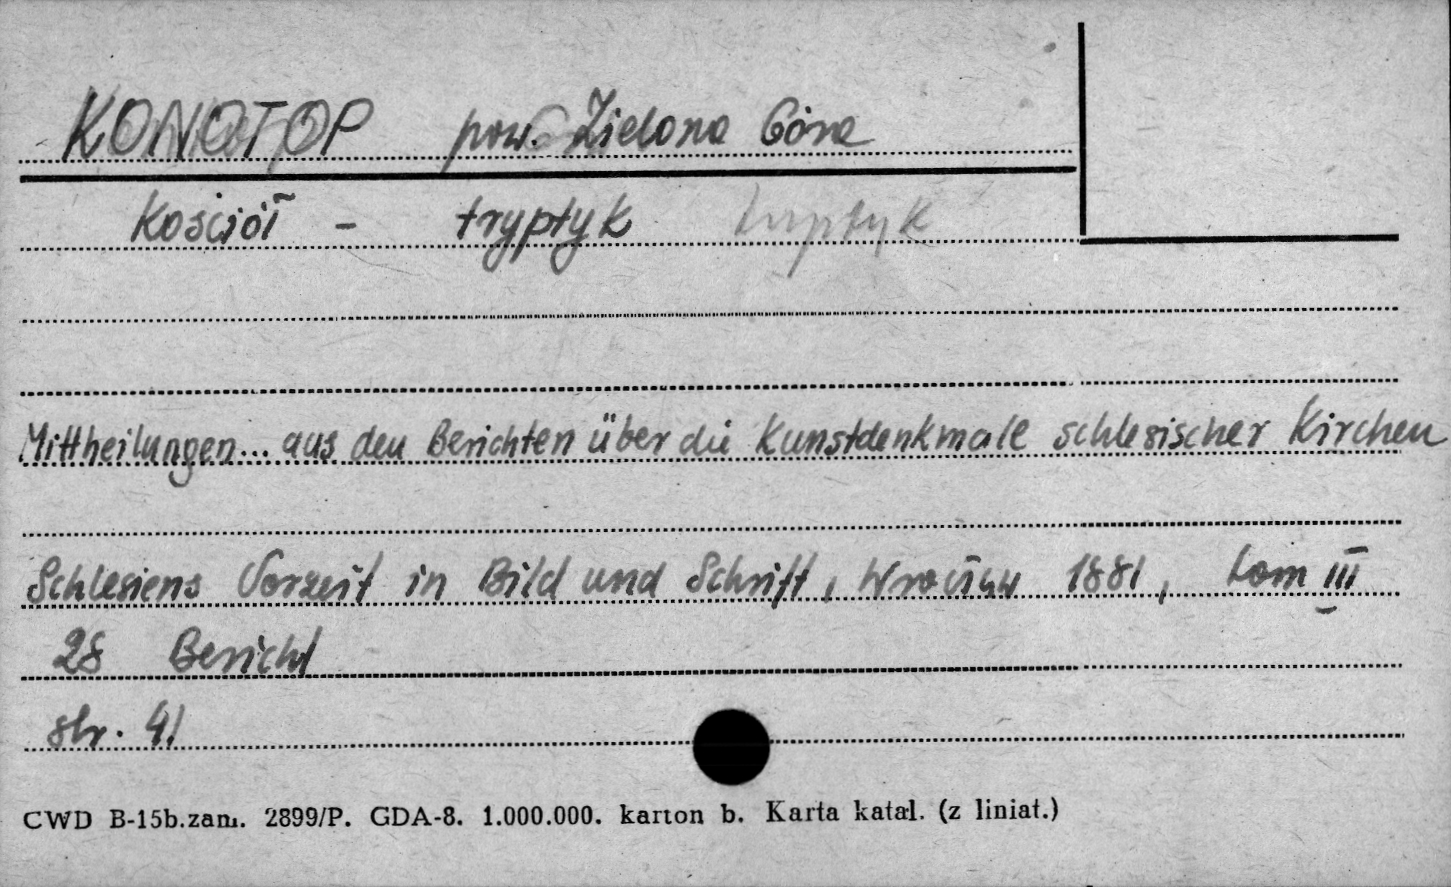 KONOTOP pow. Zielona Góra
Kościół - tryptyk tryptyk
Mittheilungen... aus den Berichten über die Kunstdenkmale schlesischer Kirchen
Schlesiens Vorzeit in Bild und Schrift, Wrocław 1881, tom III
28 Bericht
str. 41
CWD B-15b.zam. 2899/P. GDA-8. 1.000.000. karton b. Karta katal. (z liniat.)